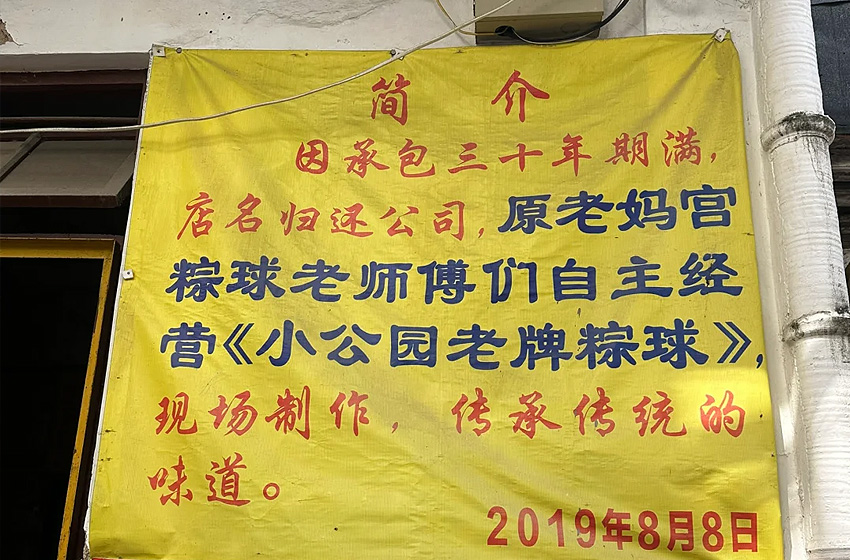 简 介
因承包三十年期满，
店名归还公司，原老妈宫
粽球老师傅们自主经
营《小公园老牌粽球》，
现场制作，传承传统的
味道。
2019年8月8日